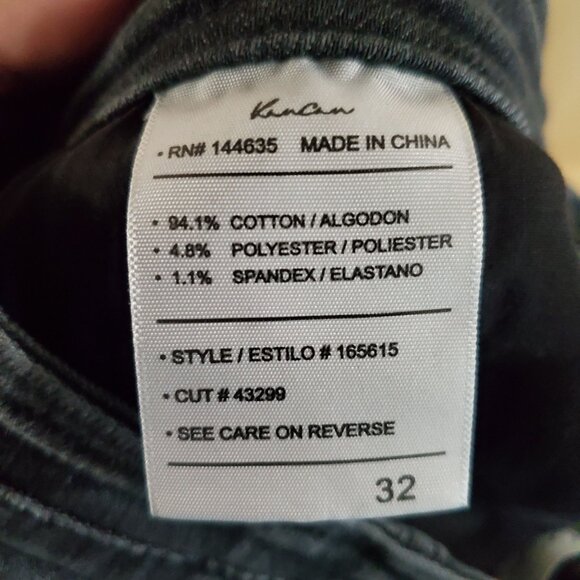 KanCan
• RN# 144635 MADE IN CHINA
• 94.1% COTTON / ALGODON
• 4.8% POLYESTER / POLIESTER
• 1.1% SPANDEX / ELASTANO
• STYLE / ESTILO # 165615
• CUT # 43299
• SEE CARE ON REVERSE
32